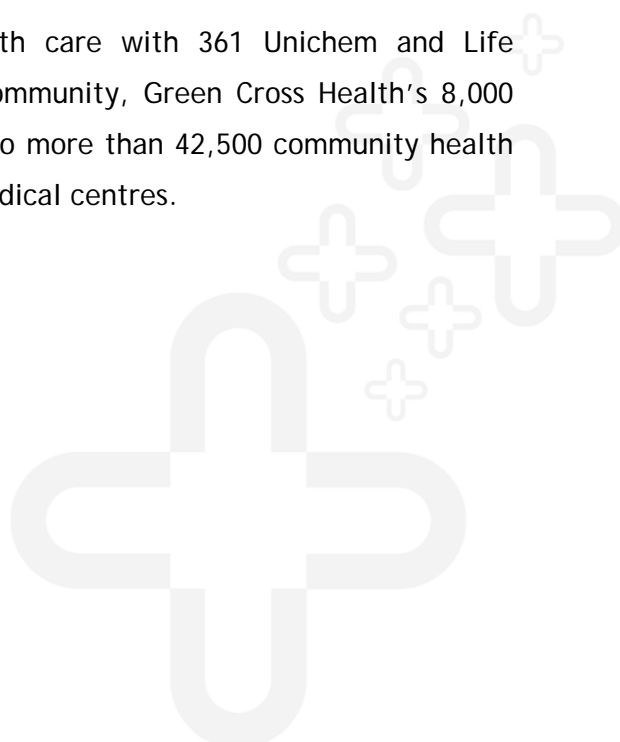 th care with 361 Unichem and Life
ommunity, Green Cross Health's 8,000
o more than 42,500 community health
dical centres.